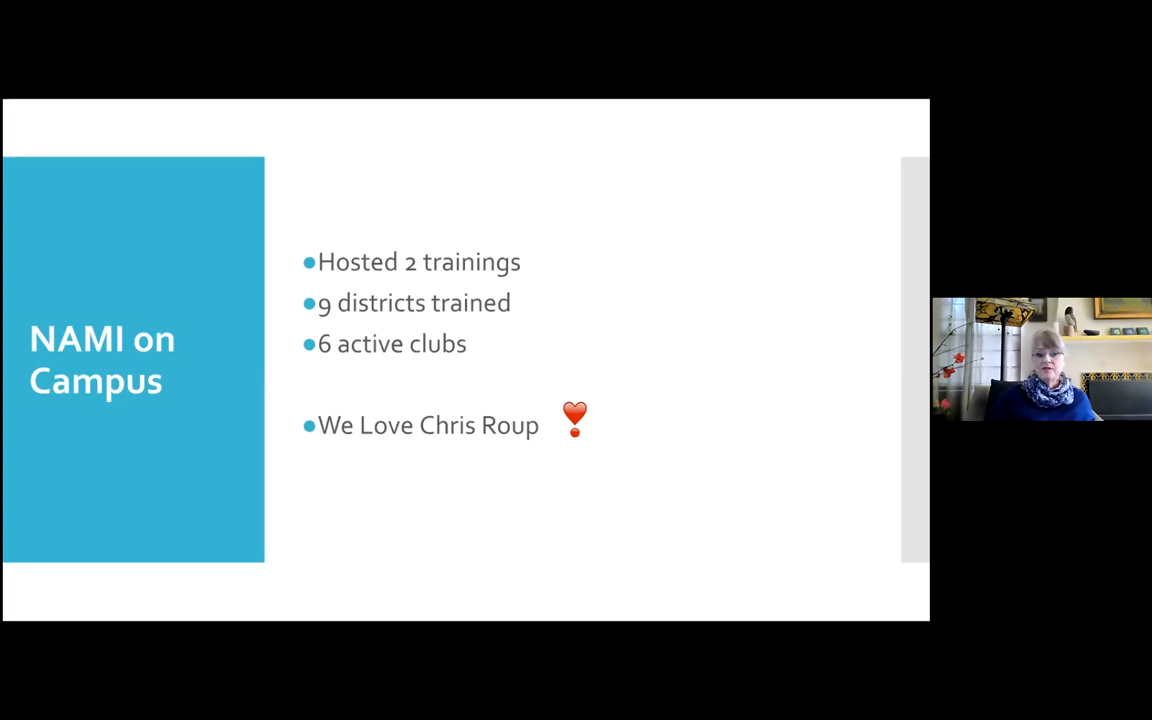 NAMI on
Campus
Hosted 2 trainings
9 districts trained
6 active clubs
We Love Chris Roup ❣️